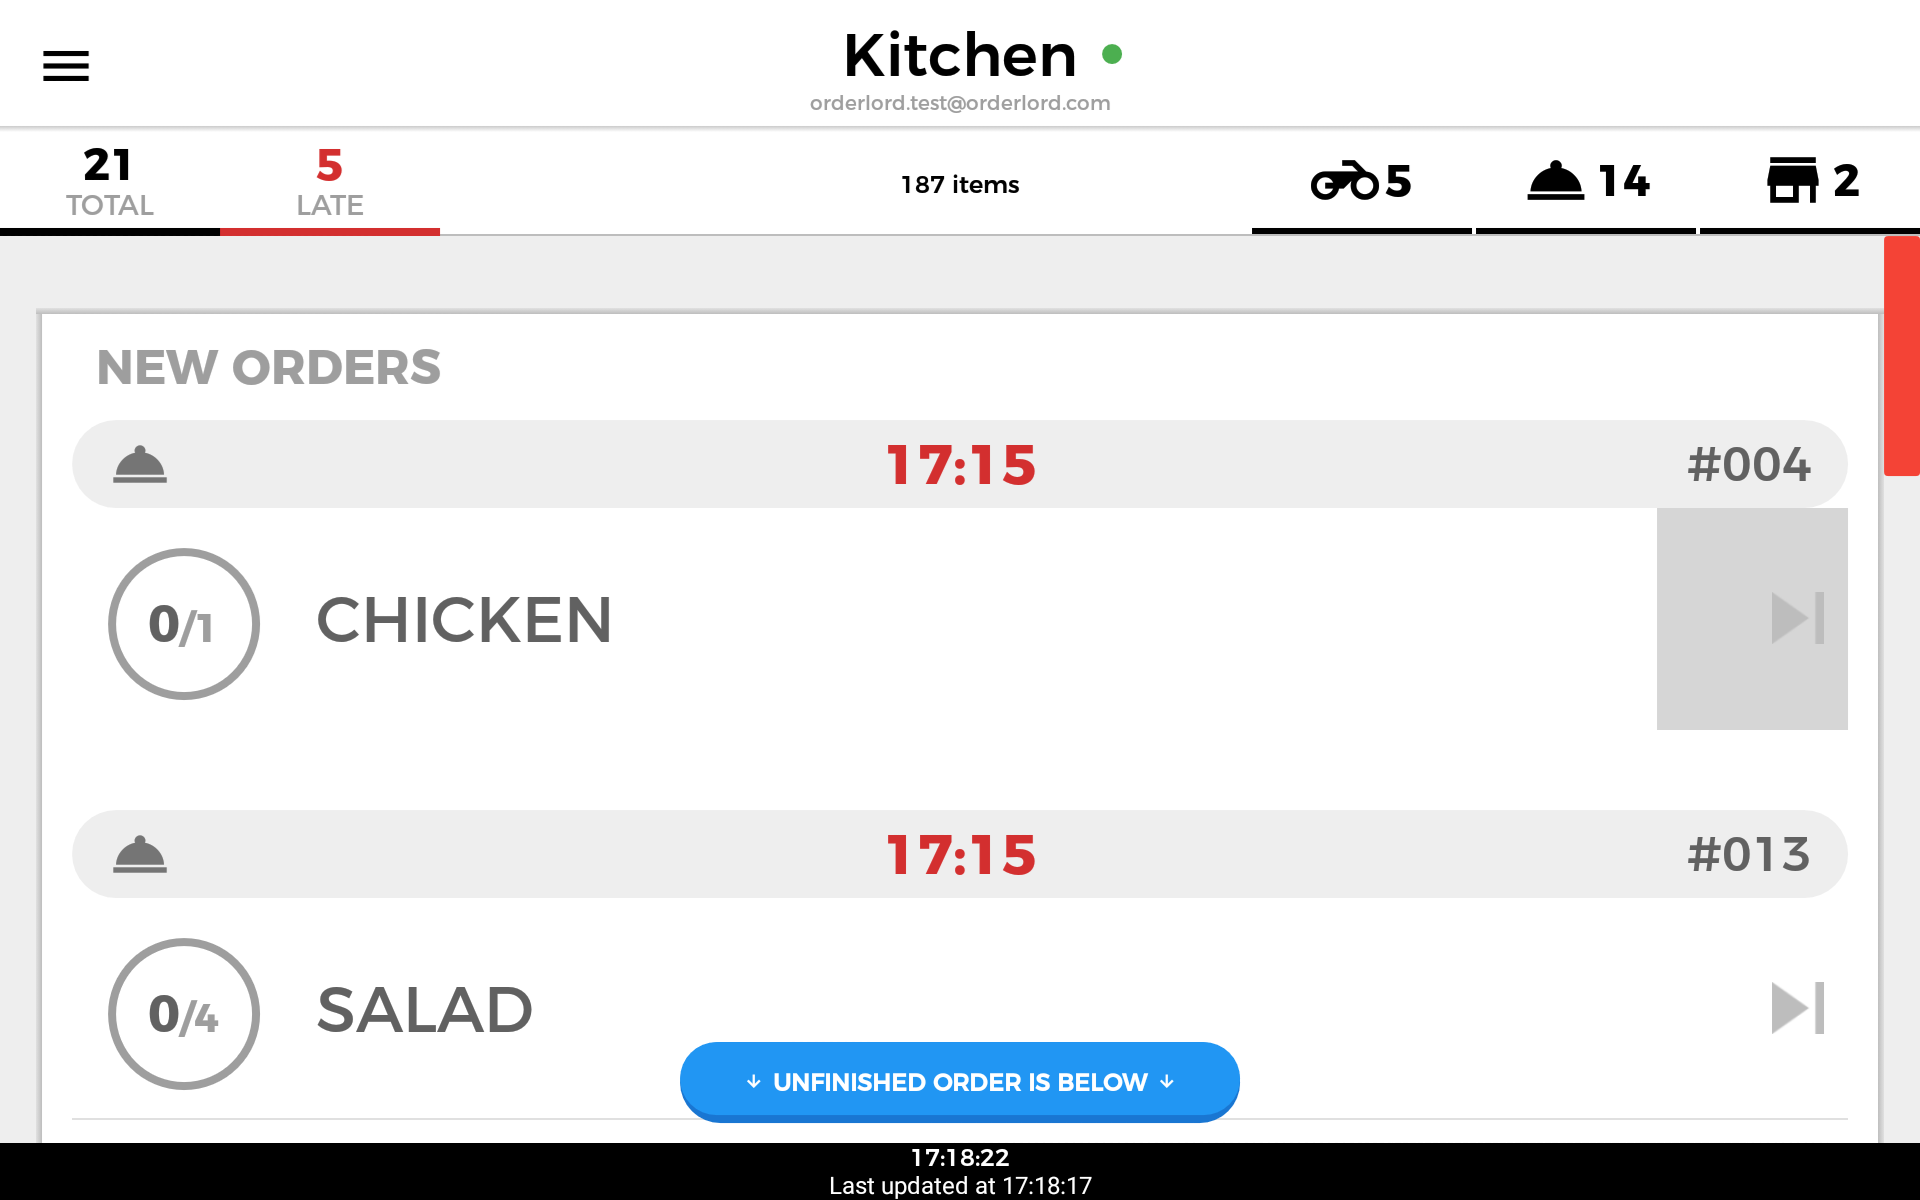 Kitchen
orderlord.test@orderlord.com
21
TOTAL
5
LATE
187 items
5
14
2
NEW ORDERS
17:15
#004
0/1
CHICKEN
17:15
#013
0/4
SALAD
↓ UNFINISHED ORDER IS BELOW ↓
17:18:22
Last updated at 17:18:17